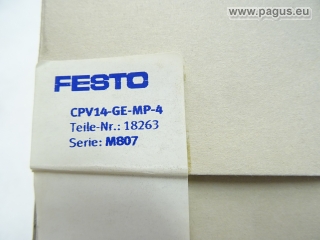 www.pagus.eu
FESTO
CPV14-GE-MP-4
Teile-Nr.: 18263
Serie: M807